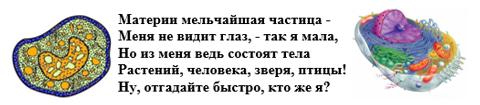 Материи мельчайшая частица -
Меня не видит глаз, - так я мала,
Но из меня ведь состоят тела
Растений, человека, зверя, птицы!
Ну, отгадайте быстро, кто же я?